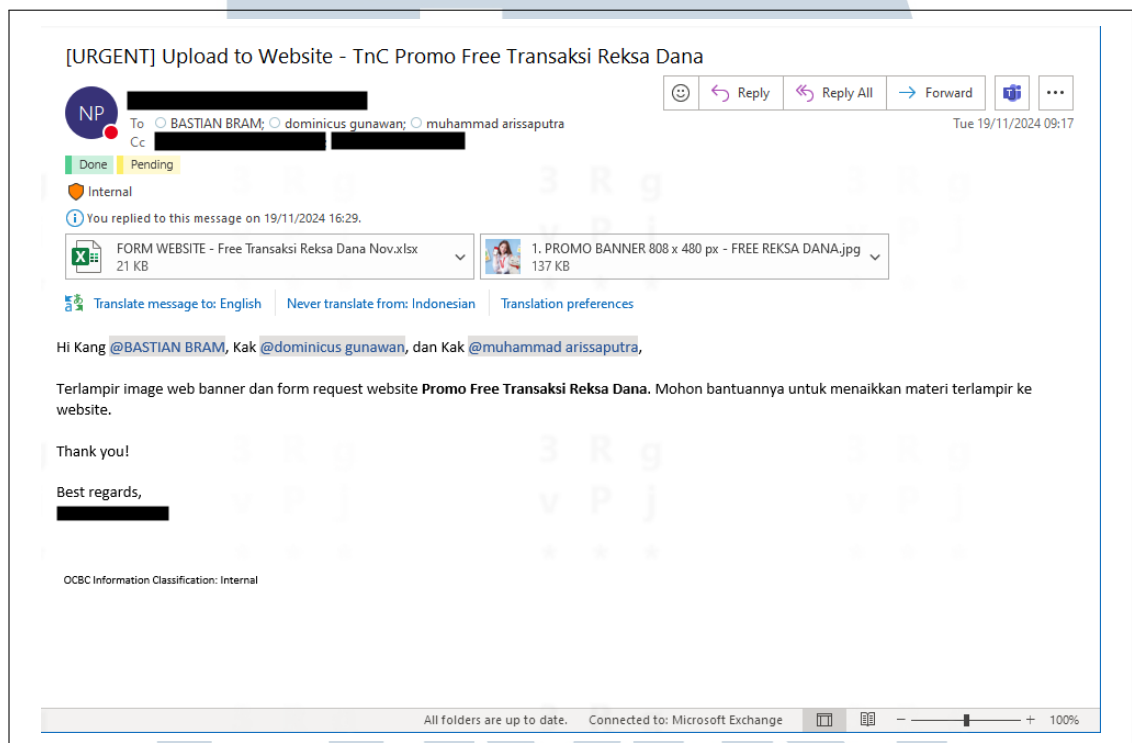 [URGENT] Upload to Website - TnC Promo Free Transaksi Reksa Dana
NP
Reply
Reply All
Forward
To BASTIAN BRAM; dominicus gunawan; muhammad arissaputra
Tue 19/11/2024 09:17
Cc
Done Pending
Internal
You replied to this message on 19/11/2024 16:29.
FORM WEBSITE - Free Transaksi Reksa Dana Nov.xlsx
21 KB
1. PROMO BANNER 808 x 480 px - FREE REKSA DANA.jpg
137 KB
Translate message to: English Never translate from: Indonesian Translation preferences
Hi Kang @BASTIAN BRAM, Kak @dominicus gunawan, dan Kak @muhammad arissaputra,
Terlampir image web banner dan form request website Promo Free Transaksi Reksa Dana. Mohon bantuannya untuk menaikkan materi terlampir ke
website.
3 R g
Thank you!
Best regards,
v P j
* * *
OCBC Information Classification: Internal
All folders are up to date. Connected to: Microsoft Exchange 100%